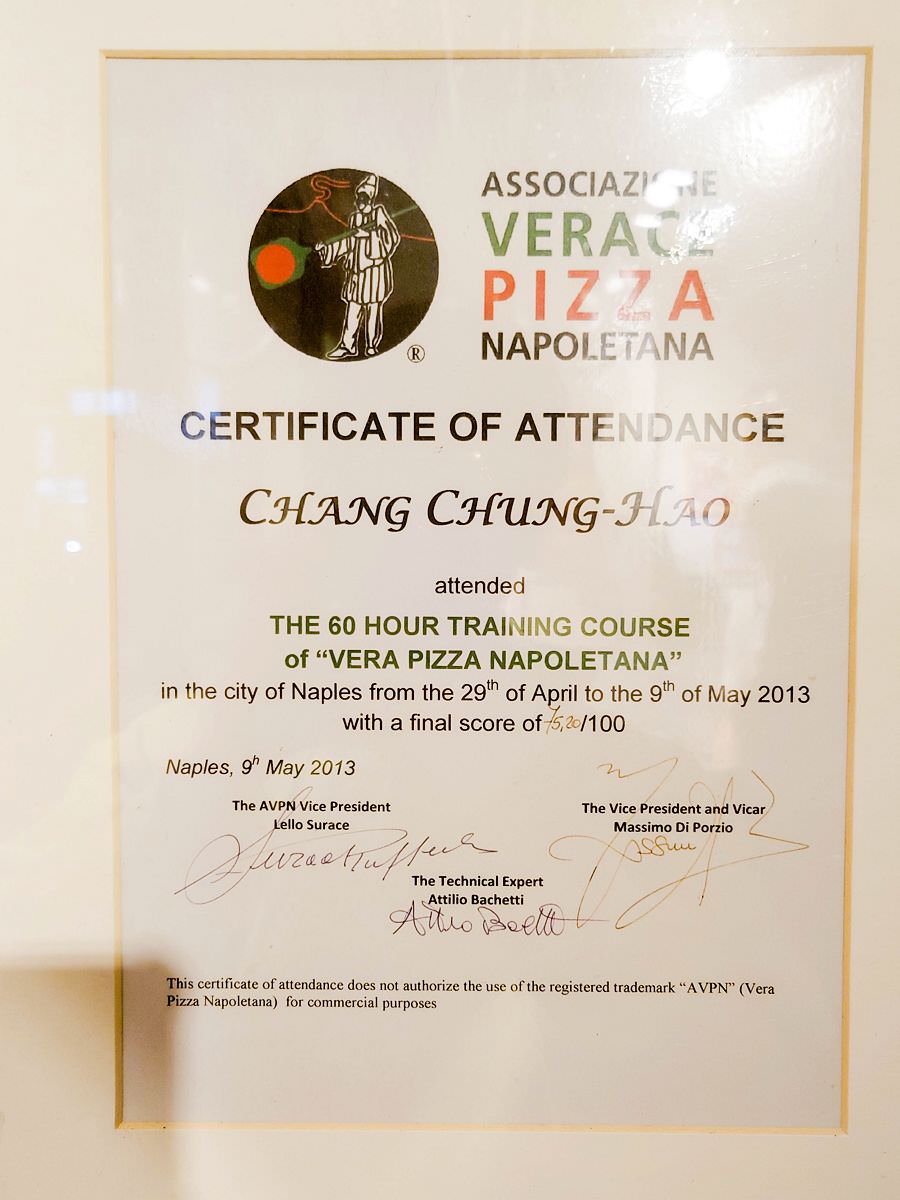 ASSOCIAZIONE
VERACE
PIZZA
NAPOLETANA
®
CERTIFICATE OF ATTENDANCE
CHANG CHUNG-HAO
attended
THE 60 HOUR TRAINING COURSE
of “VERA PIZZA NAPOLETANA”
in the city of Naples from the 29th of April to the 9th of May 2013
with a final score of 75,20/100
Naples, 9h May 2013
The AVPN Vice President
Lello Surace
The Vice President and Vicar
Massimo Di Porzio
The Technical Expert
Attilio Bachetti
This certificate of attendance does not authorize the use of the registered trademark “AVPN” (Vera
Pizza Napoletana) for commercial purposes